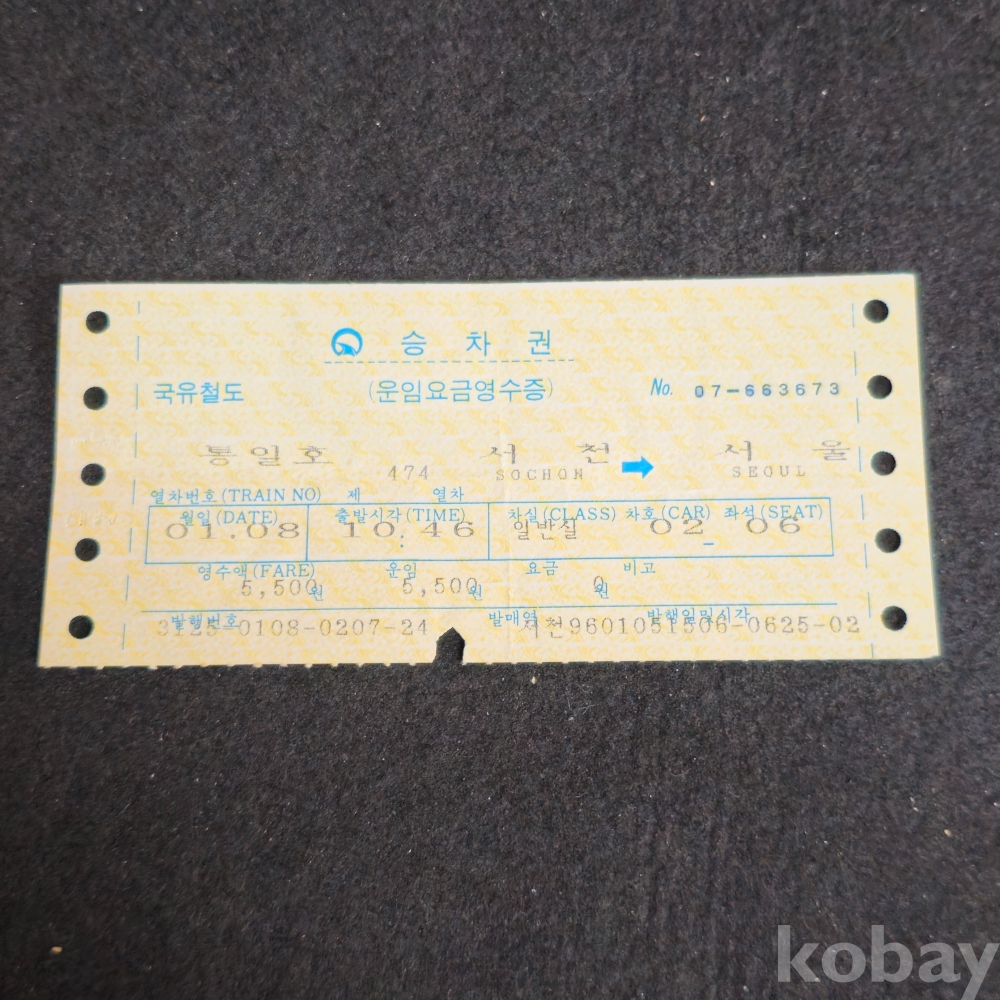 승 차 권
국유철도 (운임요금영수증) No. 07-663673
통일호 서 천 서 울
474 SOCHON SEOUL
열차번호(TRAIN NO) 제 열차
월일(DATE) 출발시각(TIME) 차실(CLASS) 차호(CAR) 좌석(SEAT)
01.08 10:46 일반실 02 - 06
영수액(FARE) 운임 요금 비고
5,500원 5,500원 0원
발행번호 발매역 발행일및시각
3125-0108-0207-24 서천9601051506-0625-02
kobay